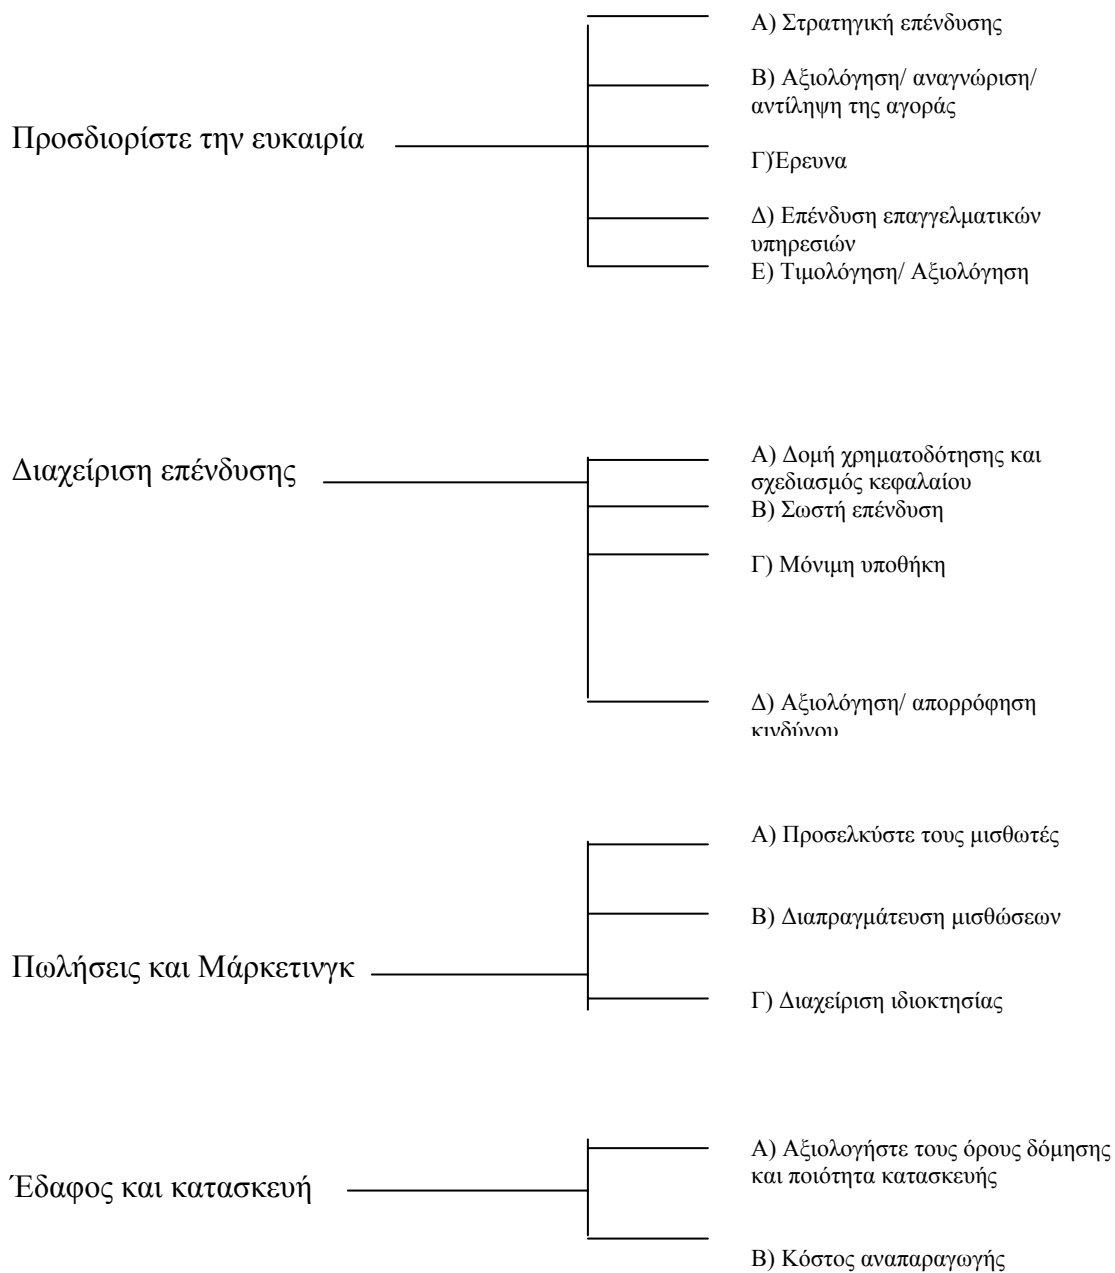 Προσδιορίστε την ευκαιρία
Α) Στρατηγική επένδυσης
Β) Αξιολόγηση/ αναγνώριση/
αντίληψη της αγοράς
Γ)Έρευνα
Δ) Επένδυση επαγγελματικών
υπηρεσιών
Ε) Τιμολόγηση/ Αξιολόγηση
Διαχείριση επένδυσης
Α) Δομή χρηματοδότησης και
σχεδιασμός κεφαλαίου
Β) Σωστή επένδυση
Γ) Μόνιμη υποθήκη
Δ) Αξιολόγηση/ απορρόφηση
κινδύνου
Πωλήσεις και Μάρκετινγκ
Α) Προσελκύστε τους μισθωτές
Β) Διαπραγμάτευση μισθώσεων
Γ) Διαχείριση ιδιοκτησίας
Έδαφος και κατασκευή
Α) Αξιολογήστε τους όρους δόμησης
και ποιότητα κατασκευής
Β) Κόστος αναπαραγωγής